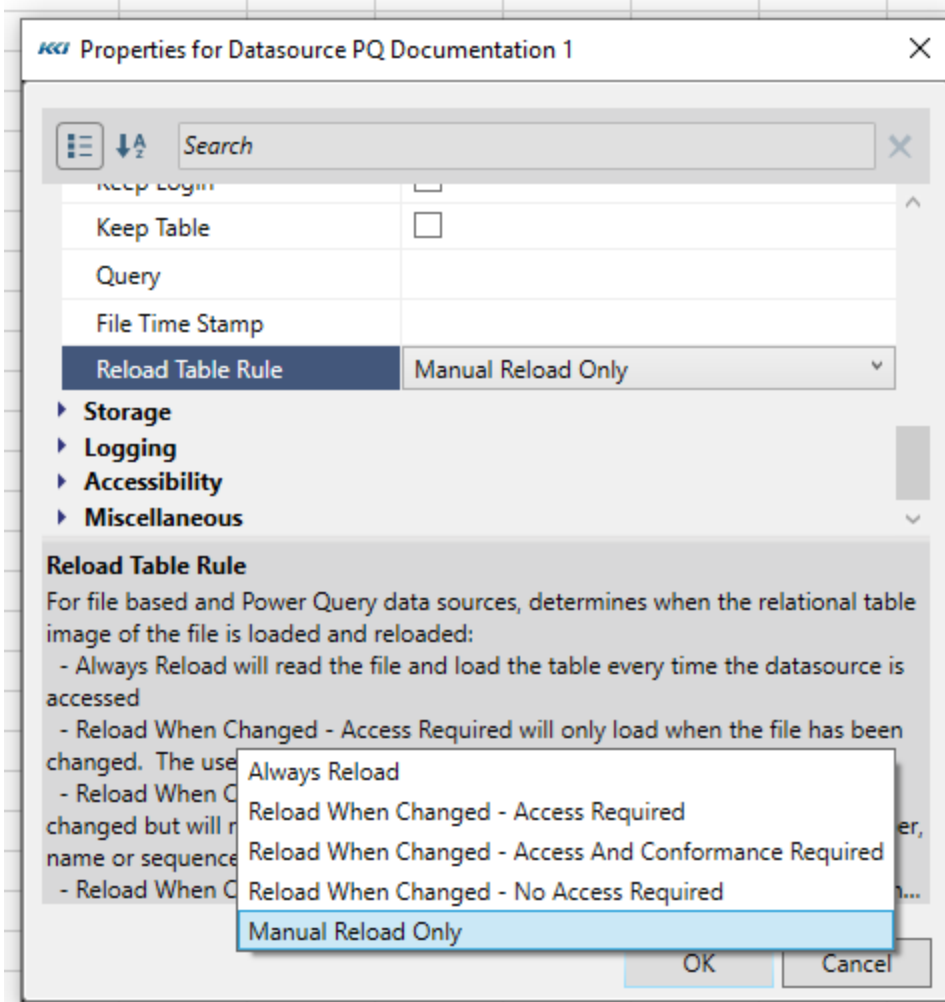 KCI Properties for Datasource PQ Documentation 1
Search
Keep Login
Keep Table
Query
File Time Stamp
Reload Table Rule Manual Reload Only
Storage
Logging
Accessibility
Miscellaneous
Reload Table Rule
For file based and Power Query data sources, determines when the relational table
image of the file is loaded and reloaded:
- Always Reload will read the file and load the table every time the datasource is
accessed
- Reload When Changed - Access Required will only load when the file has been
changed. The use
- Reload When C
changed but will r er,
name or sequence
- Reload When C ...
Always Reload
Reload When Changed - Access Required
Reload When Changed - Access And Conformance Required
Reload When Changed - No Access Required
Manual Reload Only
OK Cancel